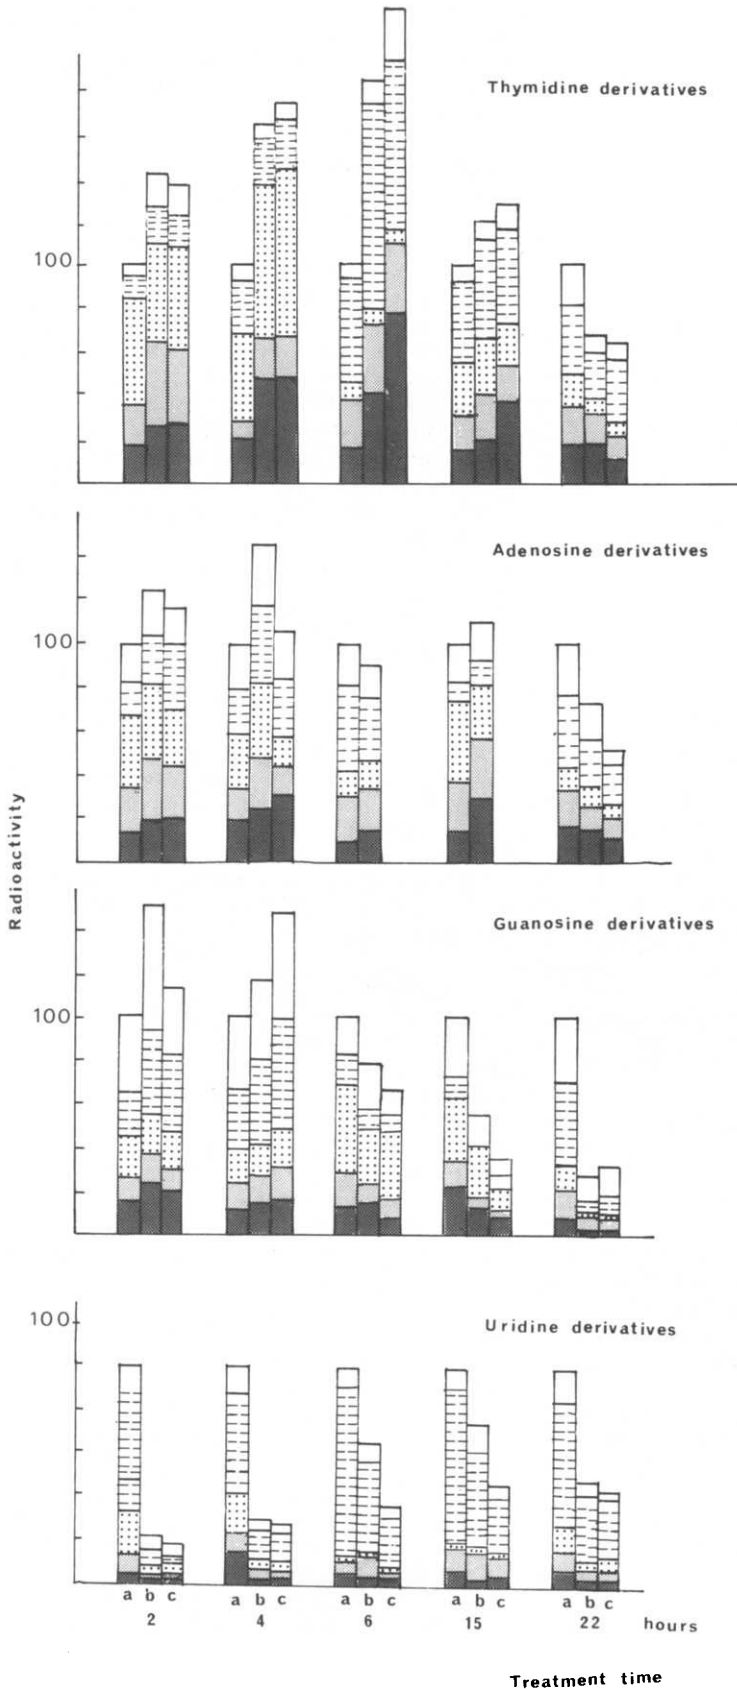 Thymidine derivatives
100
Adenosine derivatives
100
Radioactivity
Guanosine derivatives
100
100
Uridine derivatives
a b c a b c a b c a b c a b c
2 4 6 15 22 hours
Treatment time